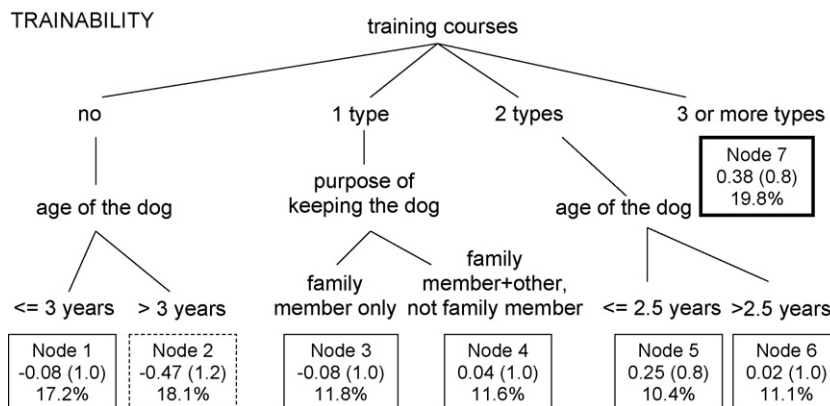 TRAINABILITY
training courses
no
1 type
2 types
3 or more types
Node 7
0.38 (0.8)
19.8%
age of the dog
purpose of
keeping the dog
age of the dog
<= 3 years
> 3 years
family
member only
family
member+other,
not family member
<= 2.5 years
>2.5 years
Node 1
-0.08 (1.0)
17.2%
Node 2
-0.47 (1.2)
18.1%
Node 3
-0.08 (1.0)
11.8%
Node 4
0.04 (1.0)
11.6%
Node 5
0.25 (0.8)
10.4%
Node 6
0.02 (1.0)
11.1%